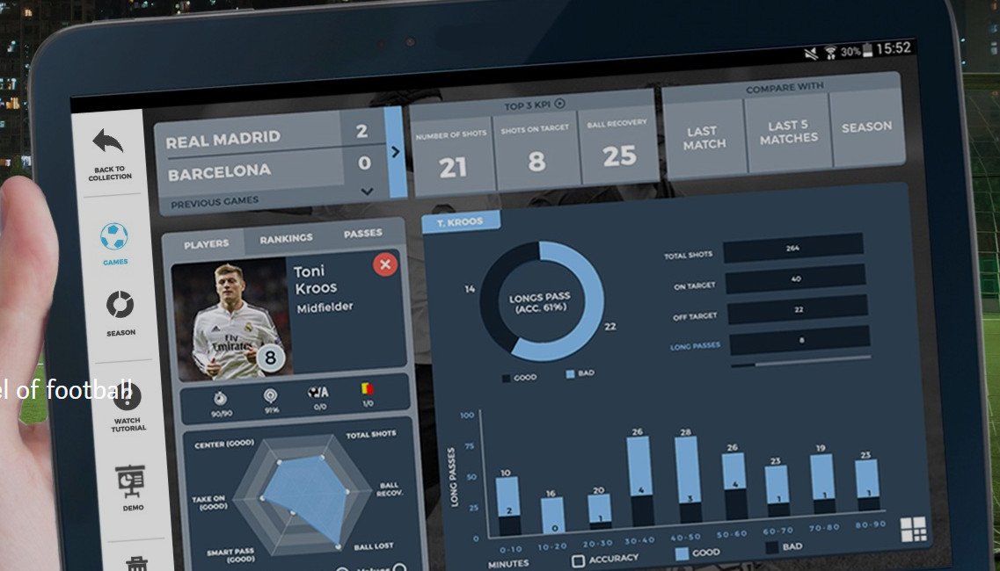 30% 15:52
BACK TO
COLLECTION
GAMES
SEASON
el of football
?
WATCH
TUTORIAL
DEMO
REAL MADRID 2
BARCELONA 0
PREVIOUS GAMES
TOP 3 KPI
NUMBER OF SHOTS
21
SHOTS ON TARGET
8
BALL RECOVERY
25
COMPARE WITH
LAST
MATCH
LAST 5
MATCHES
SEASON
PLAYERS RANKINGS PASSES
Toni
Kroos
Midfielder
Fly
Emirates
8
90/90 91% 0/0 1/0
CENTER (GOOD)
TOTAL SHOTS
TAKE ON
(GOOD)
BALL
RECOV.
SMART PASS
(GOOD)
BALL LOST
Values
T. KROOS
LONGS PASS
(ACC. 61%)
14
22
GOOD BAD
TOTAL SHOTS 264
ON TARGET 40
OFF TARGET 22
LONG PASSES 8
LONG PASSES
100
75
50
25
0
10 16 20 26 28 26 23 19 23
2 0 1 4 3 4 1 1 1
0-10 10-20 20-30 30-40 40-50 50-60 60-70 70-80 80-90
MINUTES
ACCURACY GOOD BAD